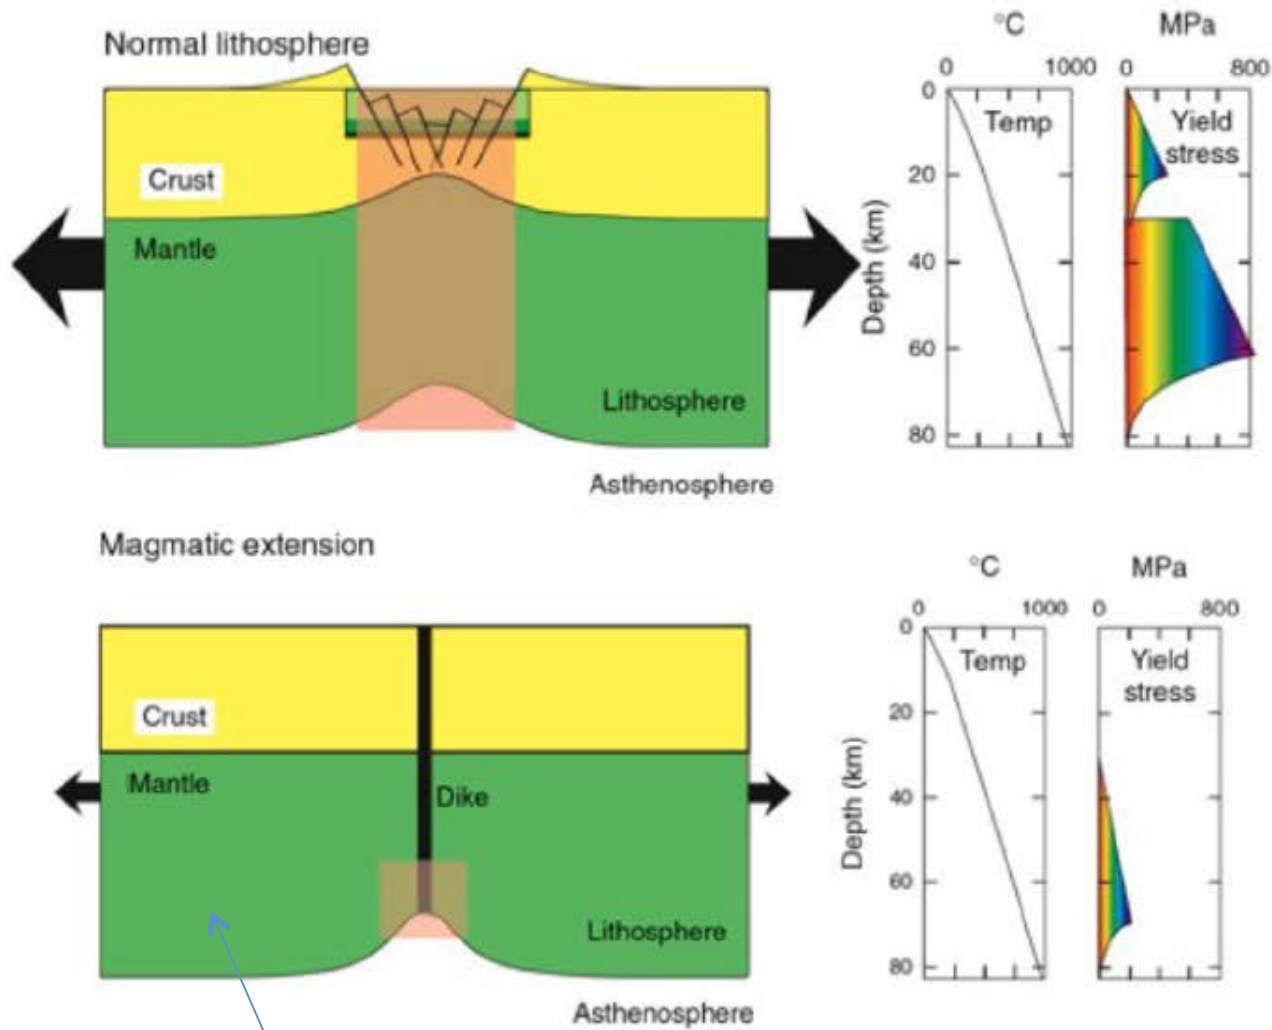 Normal lithosphere
Crust
Mantle
Lithosphere
Asthenosphere
°C
MPa
0 1000 0 800
0
Temp
Yield
stress
20
40
60
80
Depth (km)
Magmatic extension
Crust
Mantle
Dike
Lithosphere
Asthenosphere
°C
MPa
0 1000 0 800
0
Temp
Yield
stress
20
40
60
80
Depth (km)